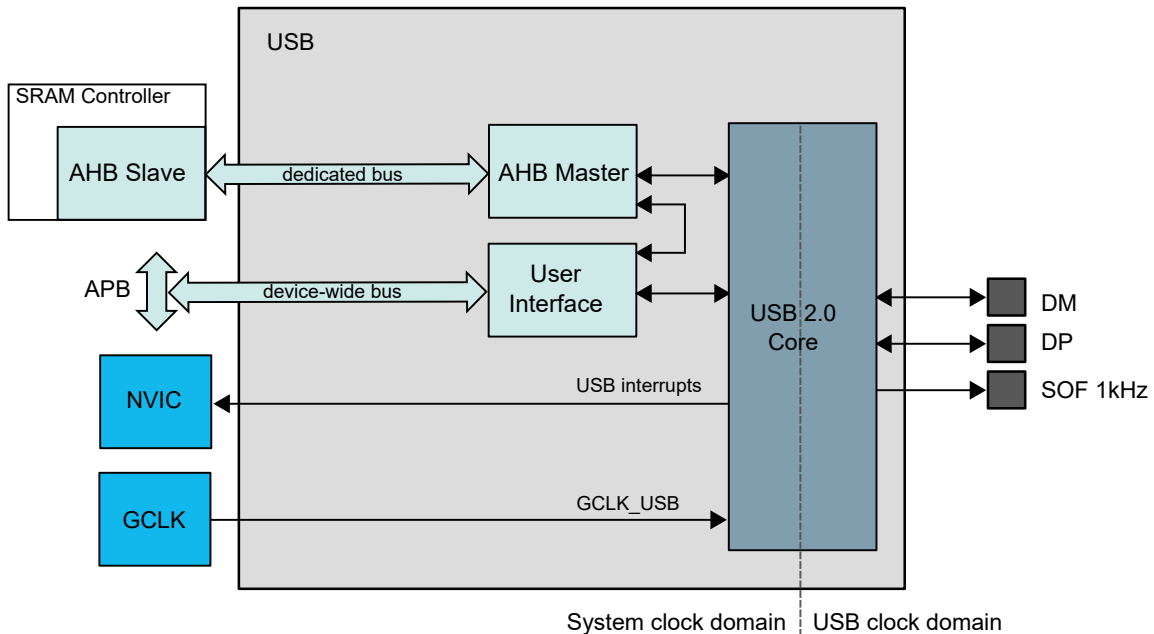 USB
SRAM Controller
AHB Slave
dedicated bus
AHB Master
APB
device-wide bus
User
Interface
USB 2.0
Core
DM
DP
SOF 1kHz
NVIC
USB interrupts
GCLK
GCLK_USB
System clock domain
USB clock domain